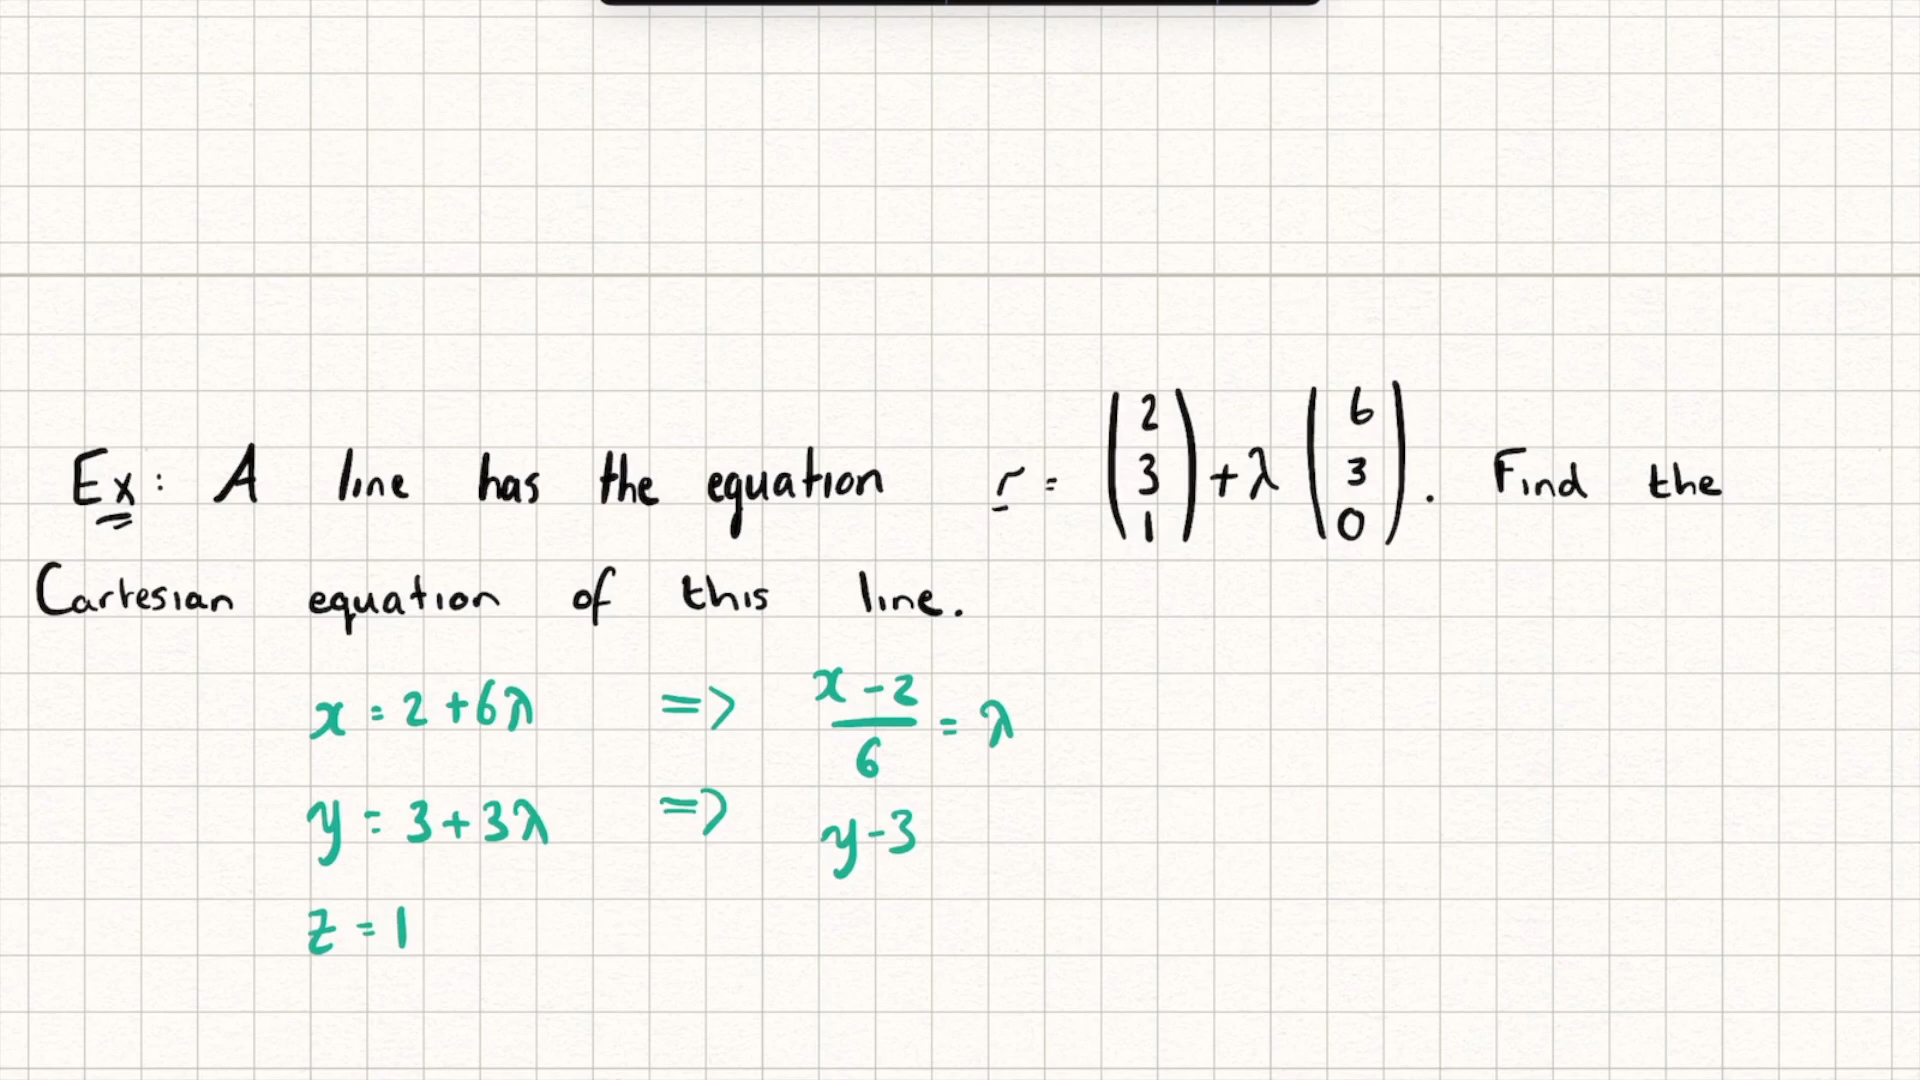 Ex: A line has the equation r = (2 3 1) + λ (6 3 0). Find the
Cartesian equation of this line.
x = 2 + 6λ => x - 2 / 6 = λ
y = 3 + 3λ => y - 3
z = 1